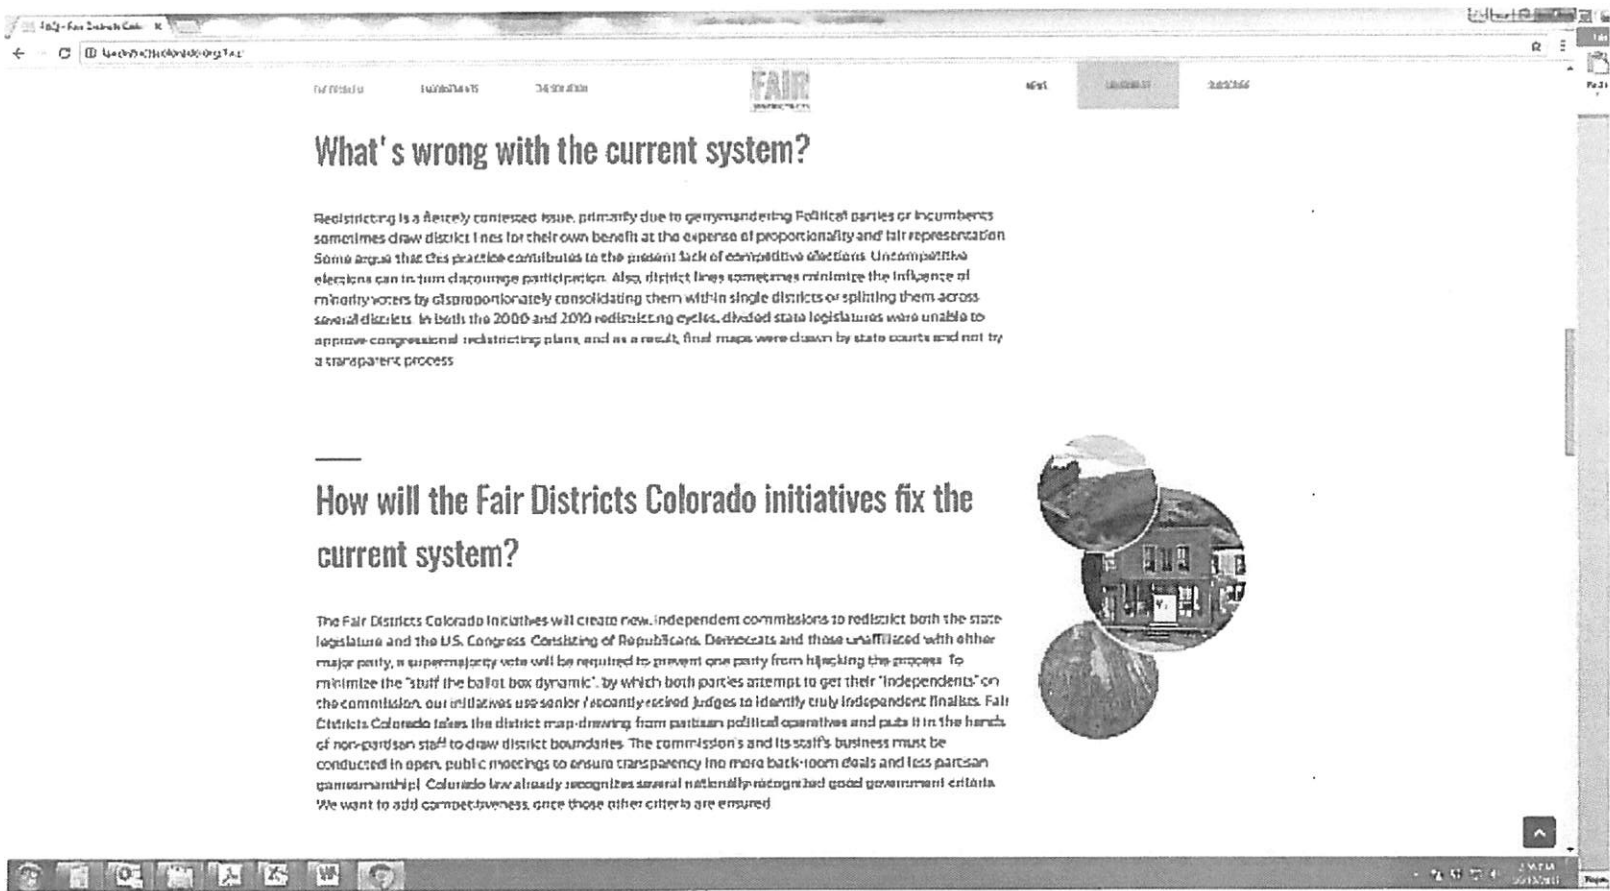 FAIR
NEWS
What's wrong with the current system?
Redistricting is a fiercely contested issue, primarily due to gerrymandering Political parties or incumbents
sometimes draw district lines for their own benefit at the expense of proportionality and fair representation
Some argue that this practice contributes to the present lack of competitive elections Uncompetitive
elections can in turn discourage participation. Also, district lines sometimes minimize the influence of
minority voters by disproportionately consolidating them within single districts or splitting them across
several districts. In both the 2000 and 2010 redistricting cycles, divided state legislatures were unable to
approve congressional redistricting plans, and as a result, final maps were drawn by state courts and not by
a transparent process
How will the Fair Districts Colorado initiatives fix the
current system?
The Fair Districts Colorado Initiatives will create new, independent commissions to redistrict both the state
legislature and the U.S. Congress Consisting of Republicans, Democrats and those unaffiliated with either
major party, a supermajority vote will be required to prevent one party from hijacking the process. To
minimize the "stuff the ballot box dynamic", by which both parties attempt to get their "independents" on
the commission, our initiatives use senior / recently retired judges to identify truly independent finalists. Fair
Districts Colorado takes the district map-drawing from partisan political operatives and puts it in the hands
of non-partisan staff to draw district boundaries The commission's and its staff's business must be
conducted in open, public meetings to ensure transparency (no more back-room deals and less partisan
gamesmanship). Colorado law already recognizes several nationally-recognized good government criteria
We want to add competitiveness, once those other criteria are ensured